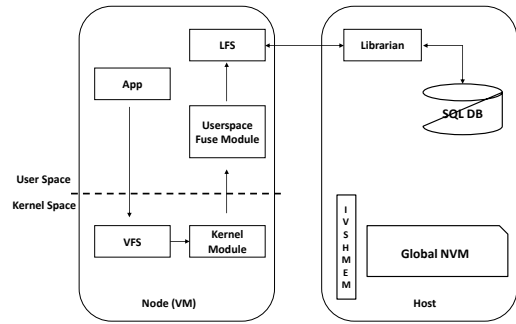 LFS
Librarian
App
SQL DB
Userspace
Fuse Module
User Space
Kernel Space
I
V
S
H
M
E
M
VFS
Kernel
Module
Global NVM
Node (VM)
Host